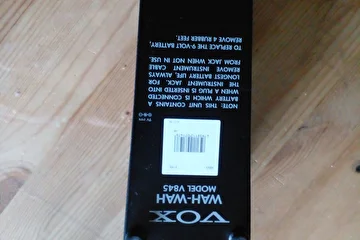 VOX
WAH-WAH
MODEL V845
NOTE: THIS UNIT CONTAINS A
BATTERY WHICH IS CONNECTED
WHEN A PLUG IS INSERTED INTO
THE INSTRUMENT JACK. FOR
LONGEST BATTERY LIFE, ALWAYS
REMOVE INSTRUMENT CABLE
FROM JACK WHEN NOT IN USE.
TO REPLACE THE 9-VOLT BATTERY,
REMOVE 4 RUBBER FEET.